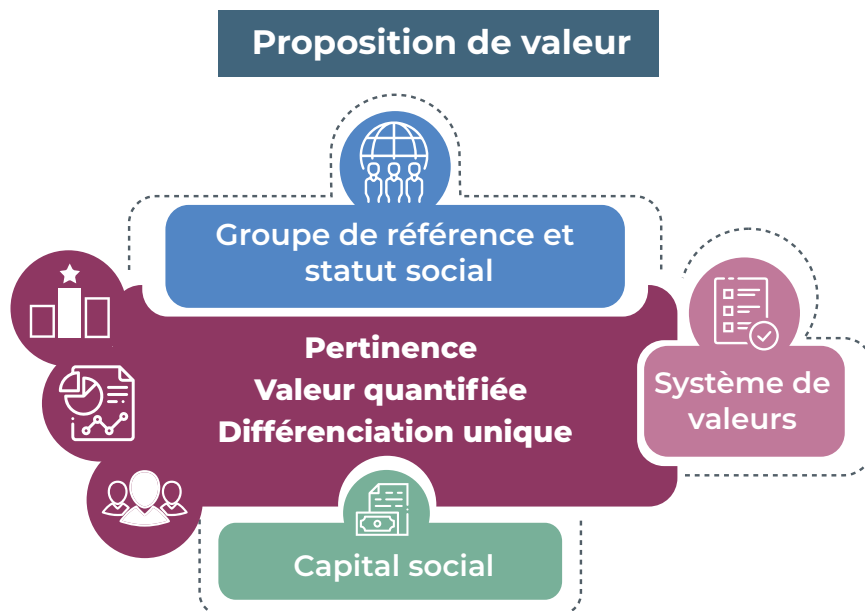 Proposition de valeur
Groupe de référence et
statut social
Pertinence
Valeur quantifiée
Différenciation unique
Système de
valeurs
Capital social